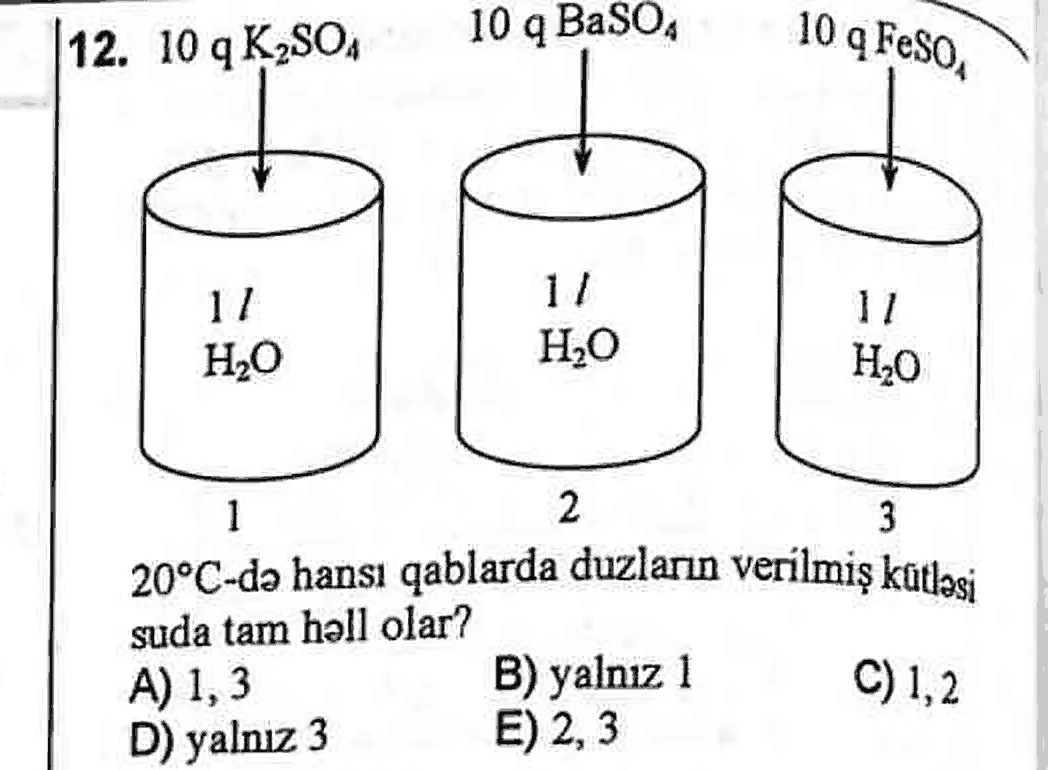 12. 10 q K₂SO₄ 10 q BaSO₄ 10 q FeSO₄
1 l 1 l 1 l
H₂O H₂O H₂O
1 2 3
20°C-də hansı qablarda duzların verilmiş kütləsi
suda tam həll olar?
A) 1, 3 B) yalnız 1 C) 1, 2
D) yalnız 3 E) 2, 3